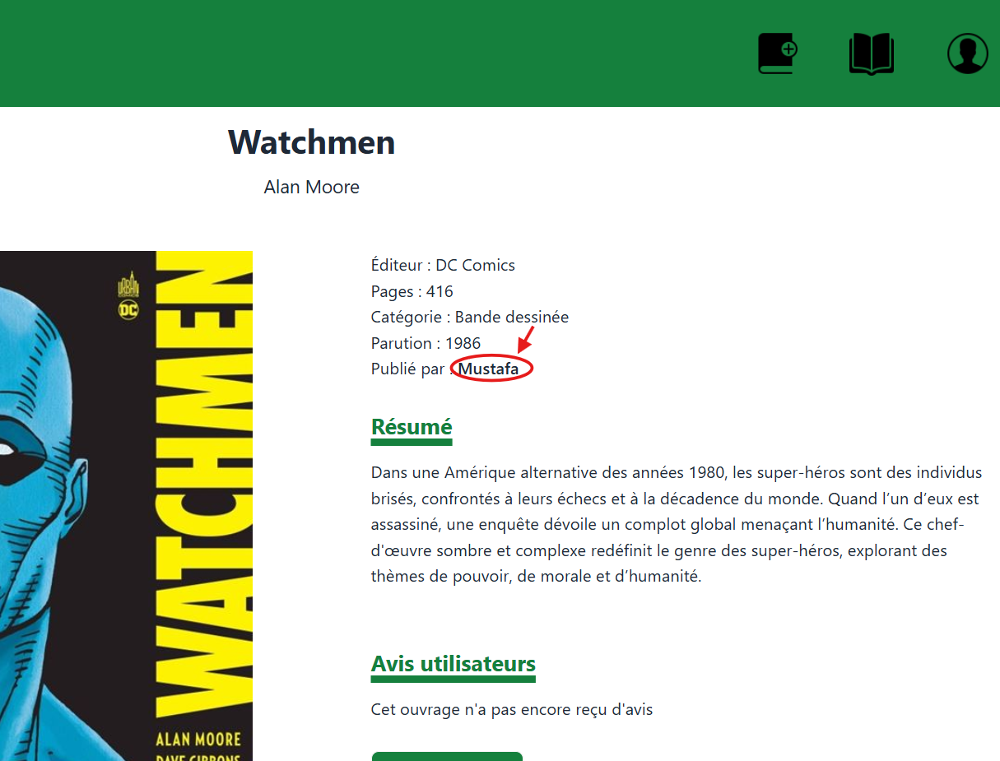 Watchmen
Alan Moore
URBAN
COMICS
DC
WATCHMEN
ALAN MOORE
DAVE GIBBONS
Éditeur : DC Comics
Pages : 416
Catégorie : Bande dessinée
Parution : 1986
Publié par : Mustafa
Résumé
Dans une Amérique alternative des années 1980, les super-héros sont des individus
brisés, confrontés à leurs échecs et à la décadence du monde. Quand l’un d’eux est
assassiné, une enquête dévoile un complot global menaçant l’humanité. Ce chef-
d'œuvre sombre et complexe redéfinit le genre des super-héros, explorant des
thèmes de pouvoir, de morale et d’humanité.
Avis utilisateurs
Cet ouvrage n'a pas encore reçu d'avis